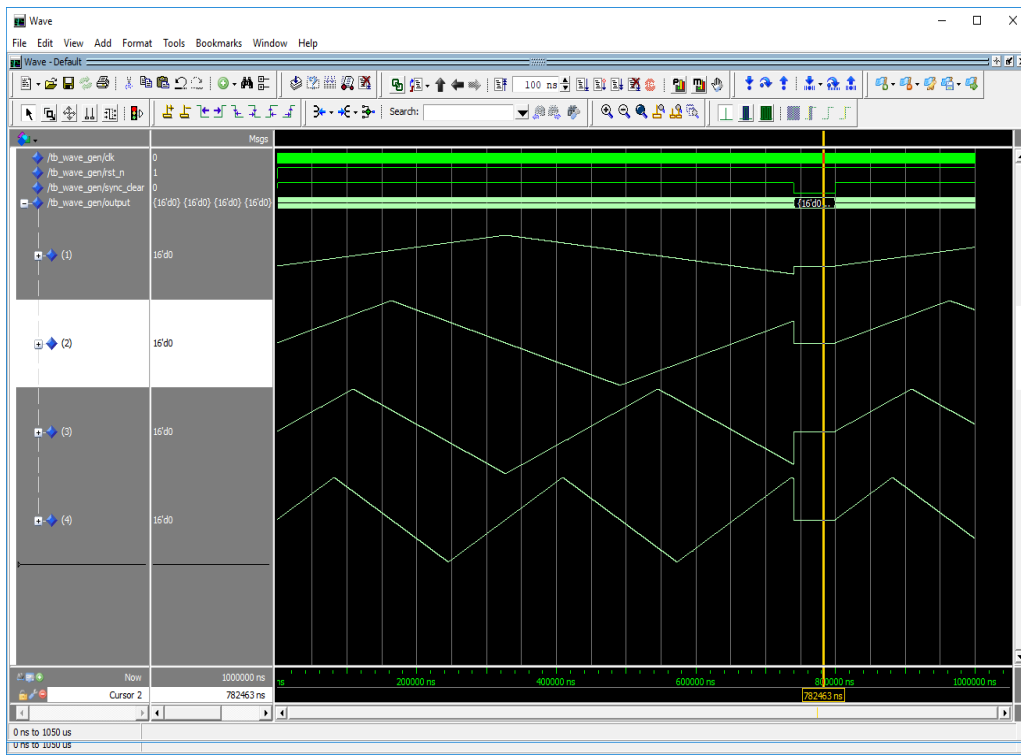 Wave
File Edit View Add Format Tools Bookmarks Window Help
Wave - Default
100 ns
Search:
Msgs
/tb_wave_gen/clk 0
/tb_wave_gen/rst_n 1
/tb_wave_gen/sync_clear 0
/tb_wave_gen/output {16'd0} {16'd0} {16'd0} {16'd0} {16'd0...
(1) 16'd0
(2) 16'd0
(3) 16'd0
(4) 16'd0
Now 1000000 ns ns 200000 ns 400000 ns 600000 ns 800000 ns 1000000 ns
Cursor 2 782463 ns 782463 ns
0 ns to 1050 us
0 ns to 1050 us